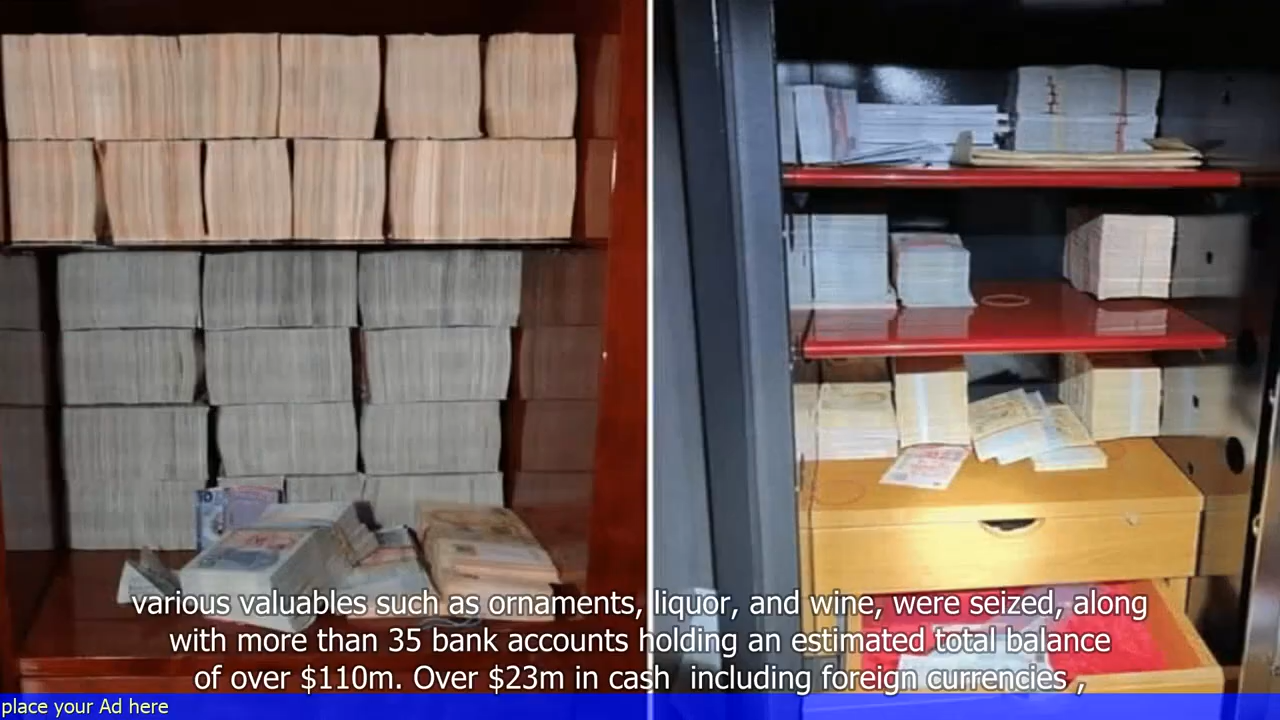 various valuables such as ornaments, liquor, and wine, were seized, along
with more than 35 bank accounts holding an estimated total balance
of over $110m. Over $23m in cash  including foreign currencies ,
place your Ad here